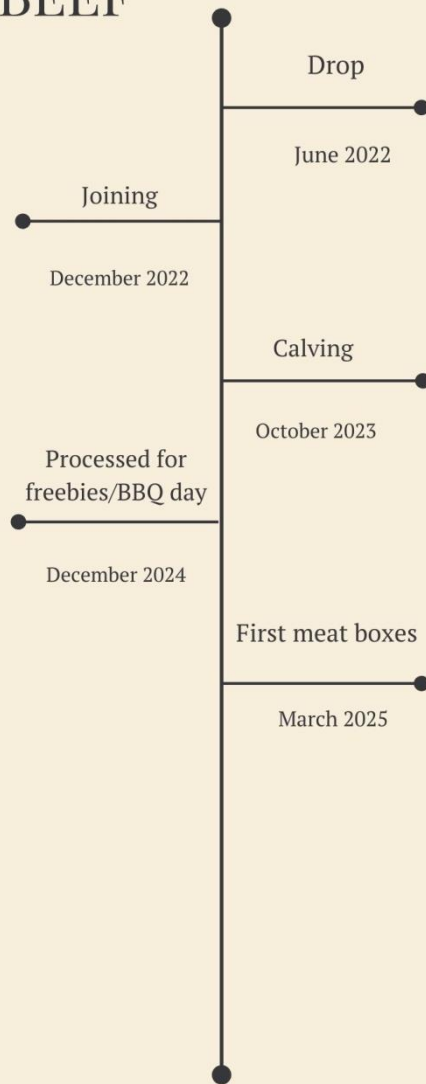 BEEF
Drop
June 2022
Joining
December 2022
Calving
October 2023
Processed for
freebies/BBQ day
December 2024
First meat boxes
March 2025